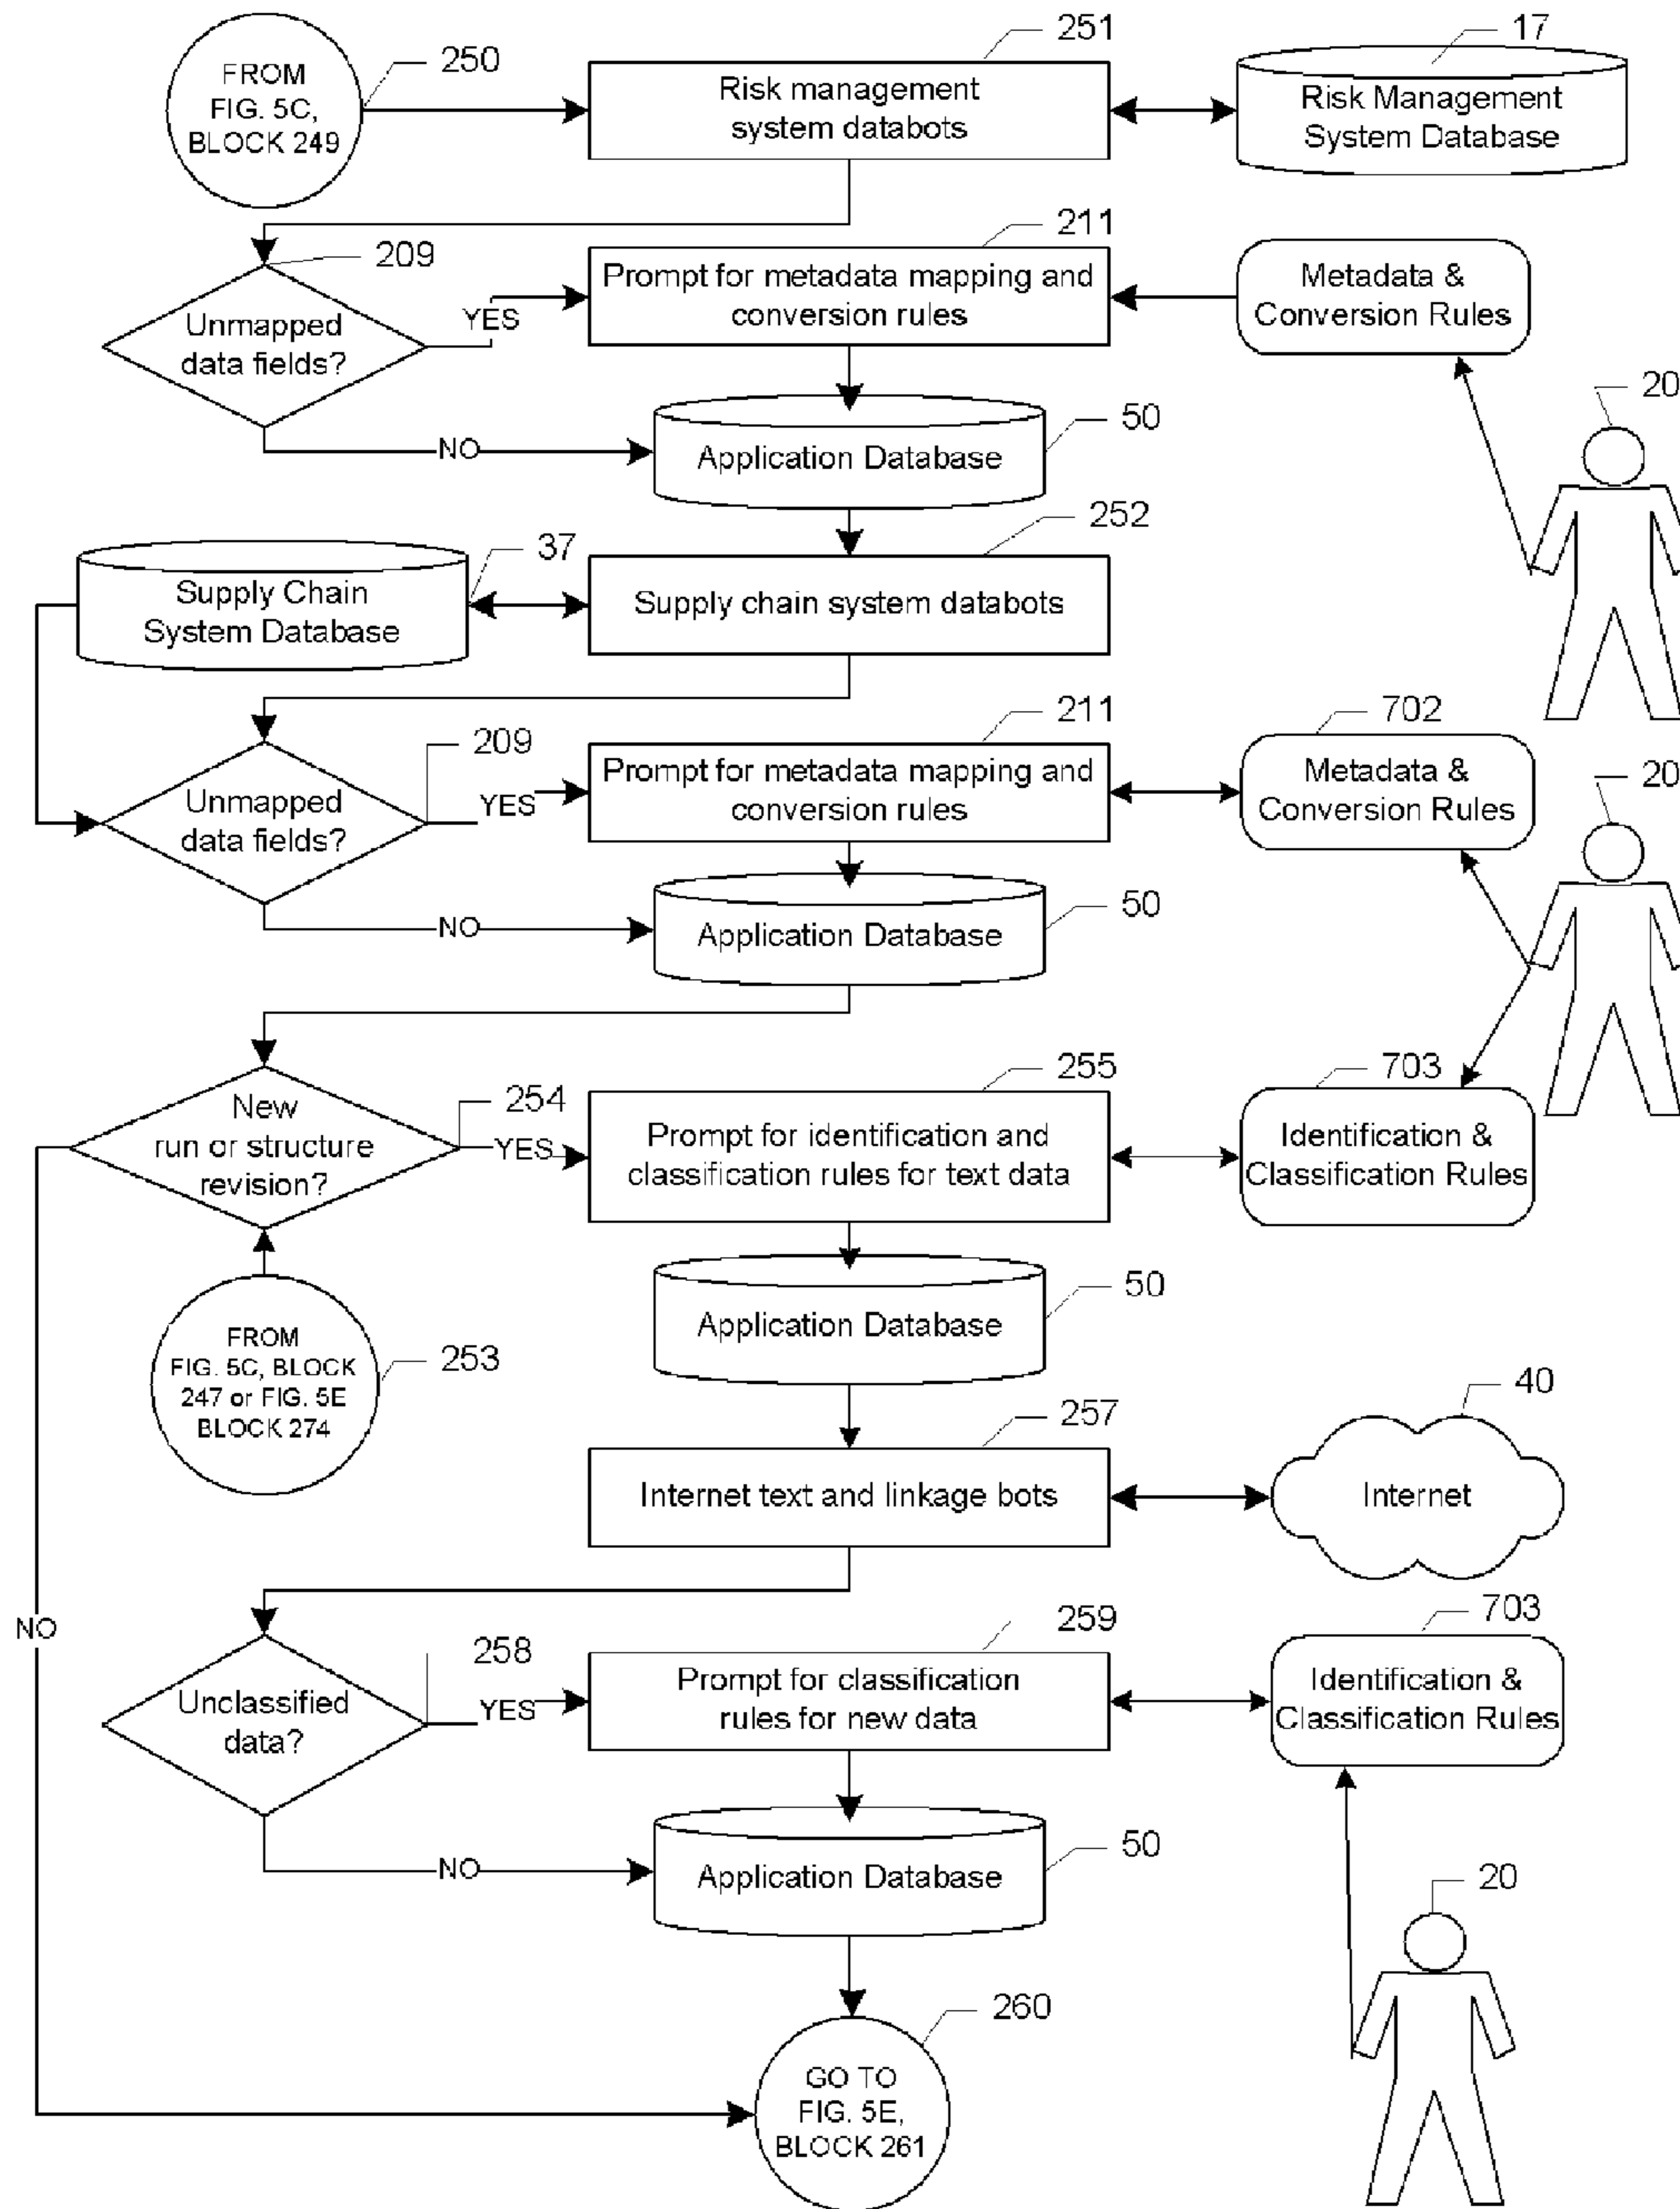 251
17
FROM
FIG. 5C,
BLOCK 249
250
Risk management
system databots
Risk Management
System Database
211
209
Prompt for metadata mapping and
conversion rules
Metadata &
Conversion Rules
Unmapped
data fields?
YES
20
50
NO
Application Database
252
37
Supply Chain
System Database
Supply chain system databots
211
702
209
Prompt for metadata mapping and
conversion rules
Metadata &
Conversion Rules
20
Unmapped
data fields?
YES
50
NO
Application Database
255
703
254
New
run or structure
revision?
YES
Prompt for identification and
classification rules for text data
Identification &
Classification Rules
50
Application Database
FROM
FIG. 5C, BLOCK
247 or FIG. 5E
BLOCK 274
253
257
40
Internet text and linkage bots
Internet
NO
259
703
258
Unclassified
data?
YES
Prompt for classification
rules for new data
Identification &
Classification Rules
50
NO
Application Database
20
260
GO TO
FIG. 5E,
BLOCK 261